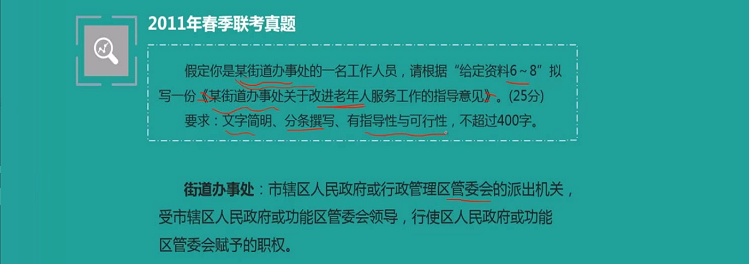 2011年春季联考真题
假定你是某街道办事处的一名工作人员，请根据“给定资料6～8”拟
写一份《某街道办事处关于改进老年人服务工作的指导意见》。(25分)
要求：文字简明、分条撰写、有指导性与可行性，不超过400字。
街道办事处：市辖区人民政府或行政管理区管委会的派出机关，
受市辖区人民政府或功能区管委会领导，行使区人民政府或功能
区管委会赋予的职权。